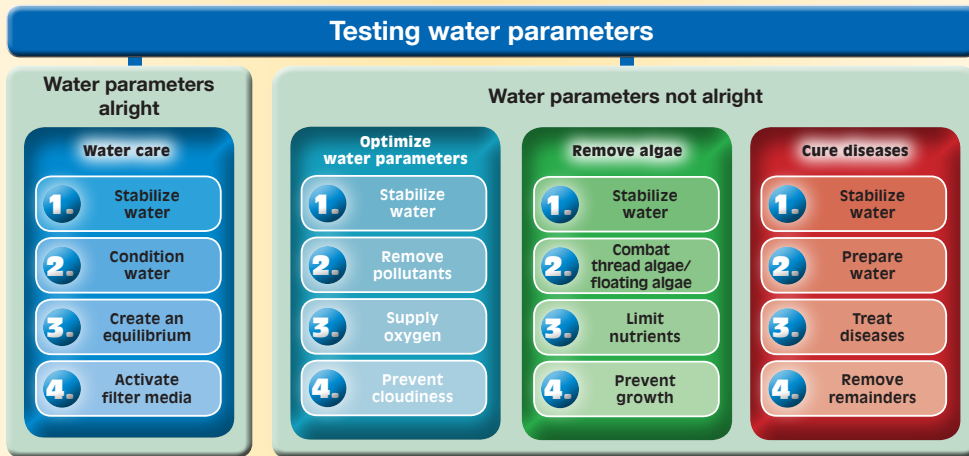 Testing water parameters
Water parameters
alright
Water care
1. Stabilize
water
2. Condition
water
3. Create an
equilibrium
4. Activate
filter media
Water parameters not alright
Optimize
water parameters
1. Stabilize
water
2. Remove
pollutants
3. Supply
oxygen
4. Prevent
cloudiness
Remove algae
1. Stabilize
water
2. Combat
thread algae/
floating algae
3. Limit
nutrients
4. Prevent
growth
Cure diseases
1. Stabilize
water
2. Prepare
water
3. Treat
diseases
4. Remove
remainders